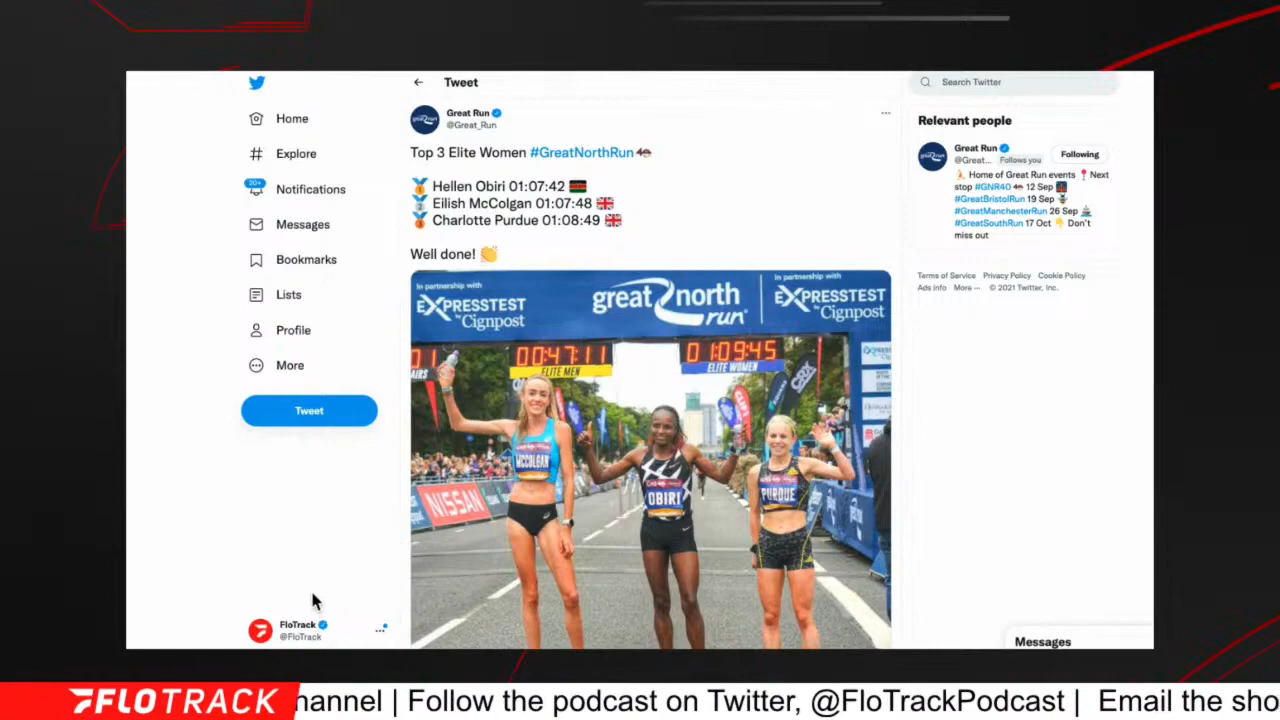 Tweet
Search Twitter
Home
Explore
20+
Notifications
Messages
Bookmarks
Lists
Profile
More
Tweet
FloTrack
@FloTrack
Great Run
@Great_Run
Top 3 Elite Women #GreatNorthRun
Hellen Obiri 01:07:42
Eilish McColgan 01:07:48
Charlotte Purdue 01:08:49
Well done!
In partnership with
EXPRESSTEST
by Cignpost
great north
run
In partnership with
EXPRESSTEST
by Cignpost
00:47:11
ELITE MEN
0 1:09:45
ELITE WOMEN
MCCOLGAN
OBIRI
PURDUE
NISSAN
Relevant people
Great Run
@Great... Follows you
Following
Home of Great Run events Next
stop #GNR40 12 Sep
#GreatBristolRun 19 Sep
#GreatManchesterRun 26 Sep
#GreatSouthRun 17 Oct Don't
miss out
Terms of Service Privacy Policy Cookie Policy
Ads info More ... © 2021 Twitter, Inc.
Messages
FLOTRACK
hannel | Follow the podcast on Twitter, @FloTrackPodcast | Email the sho